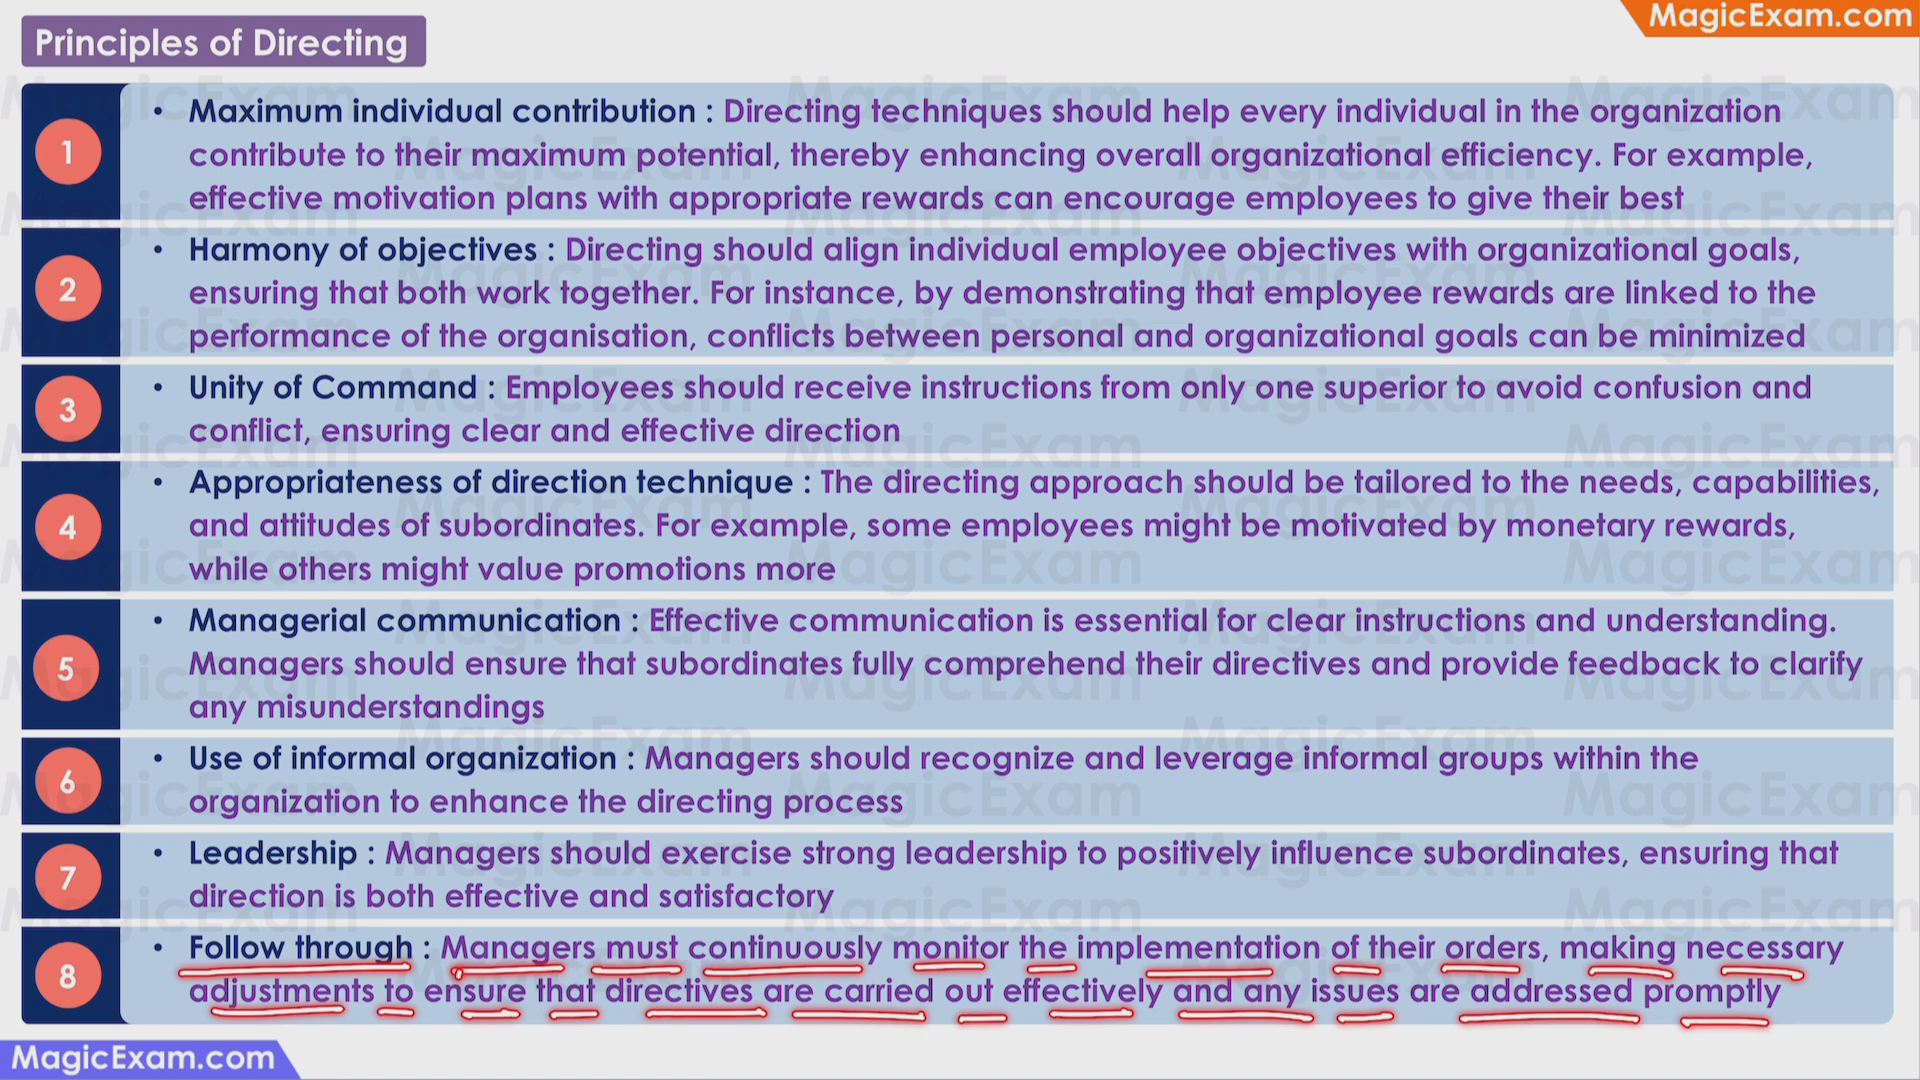 Principles of Directing
MagicExam.com
1
• Maximum individual contribution : Directing techniques should help every individual in the organization
contribute to their maximum potential, thereby enhancing overall organizational efficiency. For example,
effective motivation plans with appropriate rewards can encourage employees to give their best
2
• Harmony of objectives : Directing should align individual employee objectives with organizational goals,
ensuring that both work together. For instance, by demonstrating that employee rewards are linked to the
performance of the organisation, conflicts between personal and organizational goals can be minimized
3
• Unity of Command : Employees should receive instructions from only one superior to avoid confusion and
conflict, ensuring clear and effective direction
4
• Appropriateness of direction technique : The directing approach should be tailored to the needs, capabilities,
and attitudes of subordinates. For example, some employees might be motivated by monetary rewards,
while others might value promotions more
5
• Managerial communication : Effective communication is essential for clear instructions and understanding.
Managers should ensure that subordinates fully comprehend their directives and provide feedback to clarify
any misunderstandings
6
• Use of informal organization : Managers should recognize and leverage informal groups within the
organization to enhance the directing process
7
• Leadership : Managers should exercise strong leadership to positively influence subordinates, ensuring that
direction is both effective and satisfactory
8
• Follow through : Managers must continuously monitor the implementation of their orders, making necessary
adjustments to ensure that directives are carried out effectively and any issues are addressed promptly
MagicExam.com